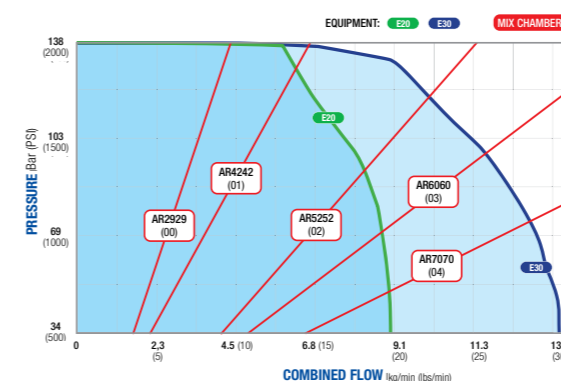 EQUIPMENT: E20 E30 MIX CHAMBER
138
(2000)
103
(1500)
69
(1000)
34
(500)
PRESSURE Bar (PSI)
E20
AR4242
(01)
AR6060
(03)
AR2929
(00)
AR5252
(02)
AR7070
(04)
E30
0
2,3
(5)
4.5 (10)
6.8 (15)
9.1
(20)
11.3
(25)
COMBINED FLOW kg/min (lbs/min)